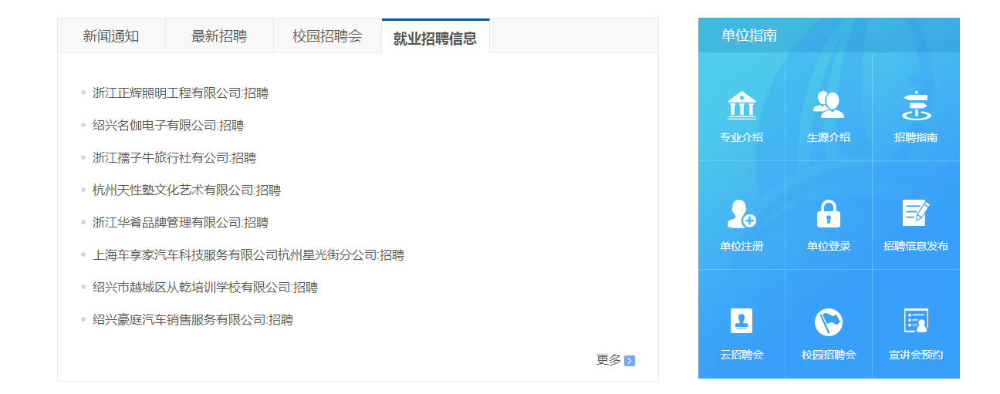 新闻通知 最新招聘 校园招聘会 就业招聘信息
浙江正辉照明工程有限公司:招聘
绍兴名伽电子有限公司:招聘
浙江孺子牛旅行社有公司:招聘
杭州天性塾文化艺术有限公司:招聘
浙江华肴品牌管理有限公司:招聘
上海车享家汽车科技服务有限公司杭州星光街分公司:招聘
绍兴市越城区从乾培训学校有限公司:招聘
绍兴豪庭汽车销售服务有限公司:招聘
更多
单位指南
专业介绍 生源介绍 招聘指南
单位注册 单位登录 招聘信息发布
云招聘会 校园招聘会 宣讲会预约